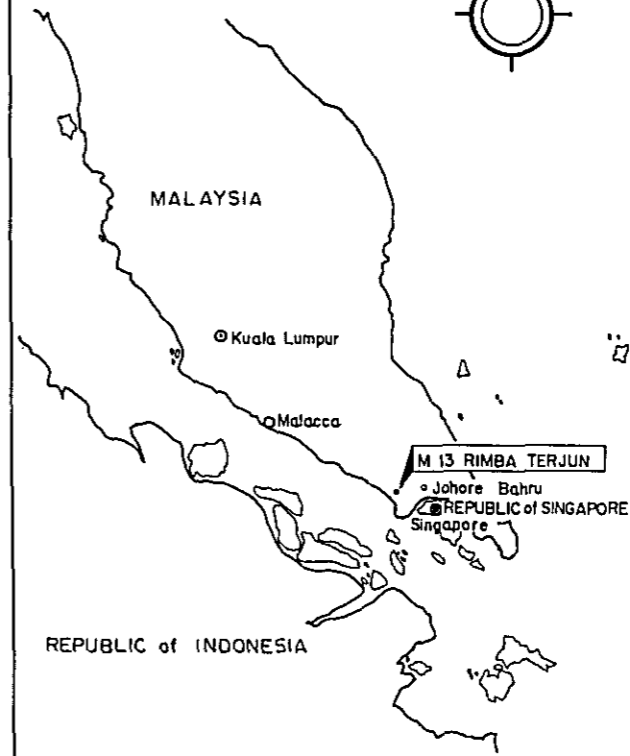 MALAYSIA
Kuala Lumpur
Malacca
M 13 RIMBA TERJUN
Johore Bahru
REPUBLIC of SINGAPORE
Singapore
REPUBLIC of INDONESIA